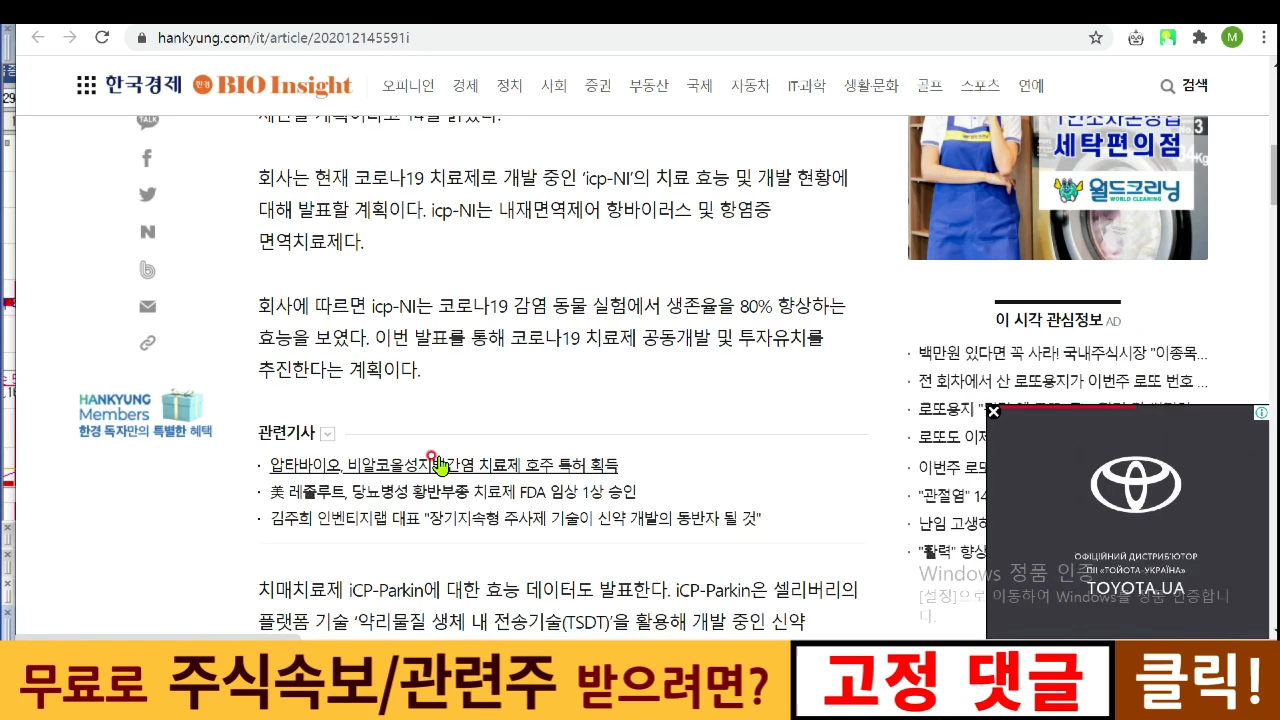 hankyung.com/it/article/202012145591i
M
한국경제 한경 BIO Insight 오피니언 경제 정치 사회 증권 부동산 국제 자동차 IT·과학 생활·문화 골프 스포츠 연예 검색
TALK
회사는 현재 코로나19 치료제로 개발 중인 ‘icp-NI’의 치료 효능 및 개발 현황에
대해 발표할 계획이다. icp-NI는 내재면역제어 항바이러스 및 항염증
면역치료제다.
회사에 따르면 icp-NI는 코로나19 감염 동물 실험에서 생존율을 80% 향상하는
효능을 보였다. 이번 발표를 통해 코로나19 치료제 공동개발 및 투자유치를
추진한다는 계획이다.
HANKYUNG
Members
한경 독자만의 특별한 혜택
관련기사
· 압타바이오, 비알코올성지방간염 치료제 호주 특허 획득
· 美 레졸루트, 당뇨병성 황반부종 치료제 FDA 임상 1상 승인
· 김주희 인벤티지랩 대표 "장기지속형 주사제 기술이 신약 개발의 동반자 될 것"
치매치료제 iCP-Parkin에 대한 효능 데이터도 발표한다. iCP-Parkin은 셀리버리의
플랫폼 기술 ‘약리물질 생체 내 전송기술(TSDT)’을 활용해 개발 중인 신약
세탁편의점
월드크리닝
WORLD CLEANING
이 시각 관심정보 AD
· 백만원 있다면 꼭 사라! 국내주식시장 "이종목...
· 전 회차에서 산 로또용지가 이번주 로또 번호 ...
· 로또용지
· 로또도 이제
· 이번주 로또
· "관절염" 14
· 난임 고생하
· "활력" 향상
ОФІЦІЙНИЙ ДИСТРИБ'ЮТОР
ПІІ «ТОЙОТА-УКРАЇНА»
TOYOTA.UA
Windows 정품 인증
[설정]으로 이동하여 Windows를 정품 인증합니
다.
무료로 주식속보/관련주 받으려면? 고정 댓글 클릭!